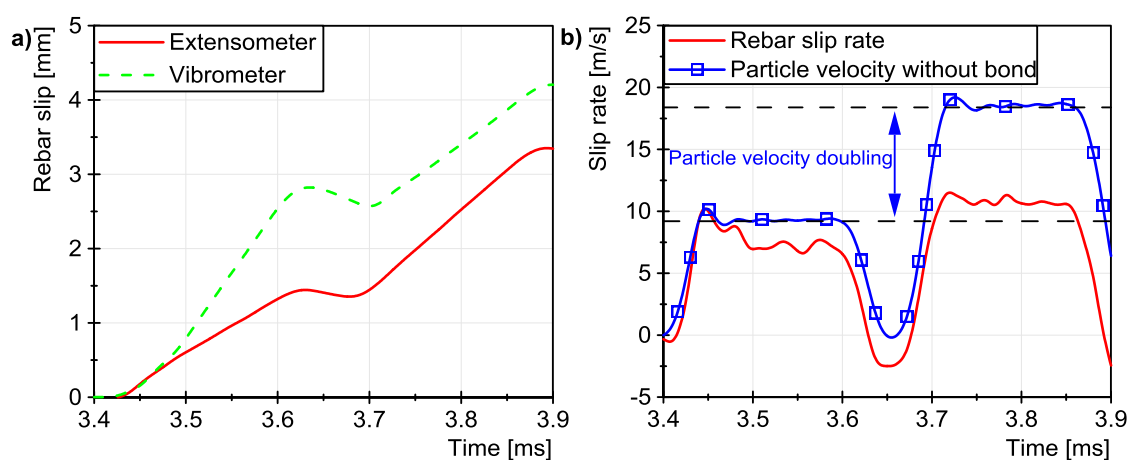 a)
Rebar slip [mm]
5
4
3
2
1
0
Extensometer
Vibrometer
3.4 3.5 3.6 3.7 3.8 3.9
Time [ms]
b)
Slip rate [m/s]
25
20
15
10
5
0
-5
Rebar slip rate
Particle velocity without bond
Particle velocity doubling
3.4 3.5 3.6 3.7 3.8 3.9
Time [ms]